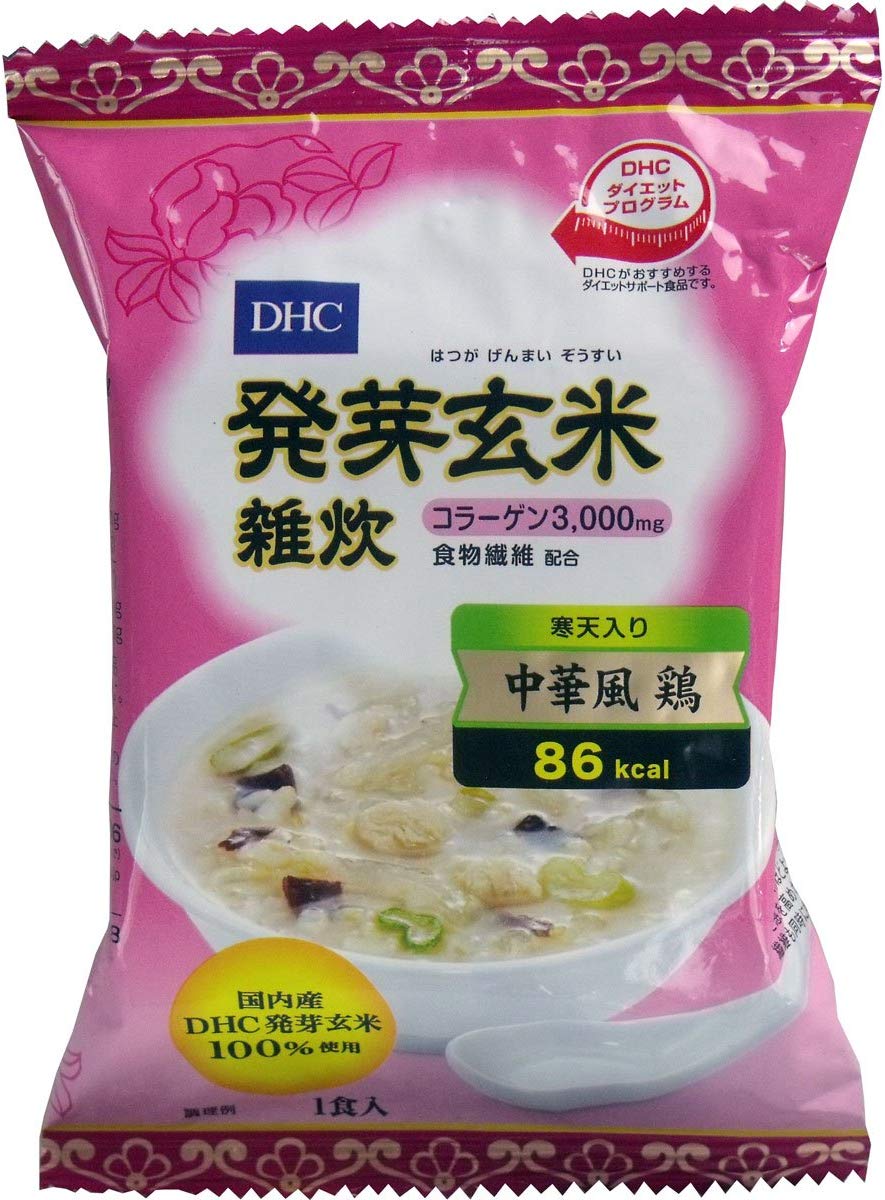 DHC
ダイエット
プログラム
DHCがおすすめする
ダイエットサポート食品です。
DHC
はつが げんまい ぞうすい
発芽玄米
雑炊
コラーゲン3,000mg
食物繊維 配合
寒天入り
中華風 鶏
86 kcal
国内産
DHC発芽玄米
100%使用
調理例
1食入